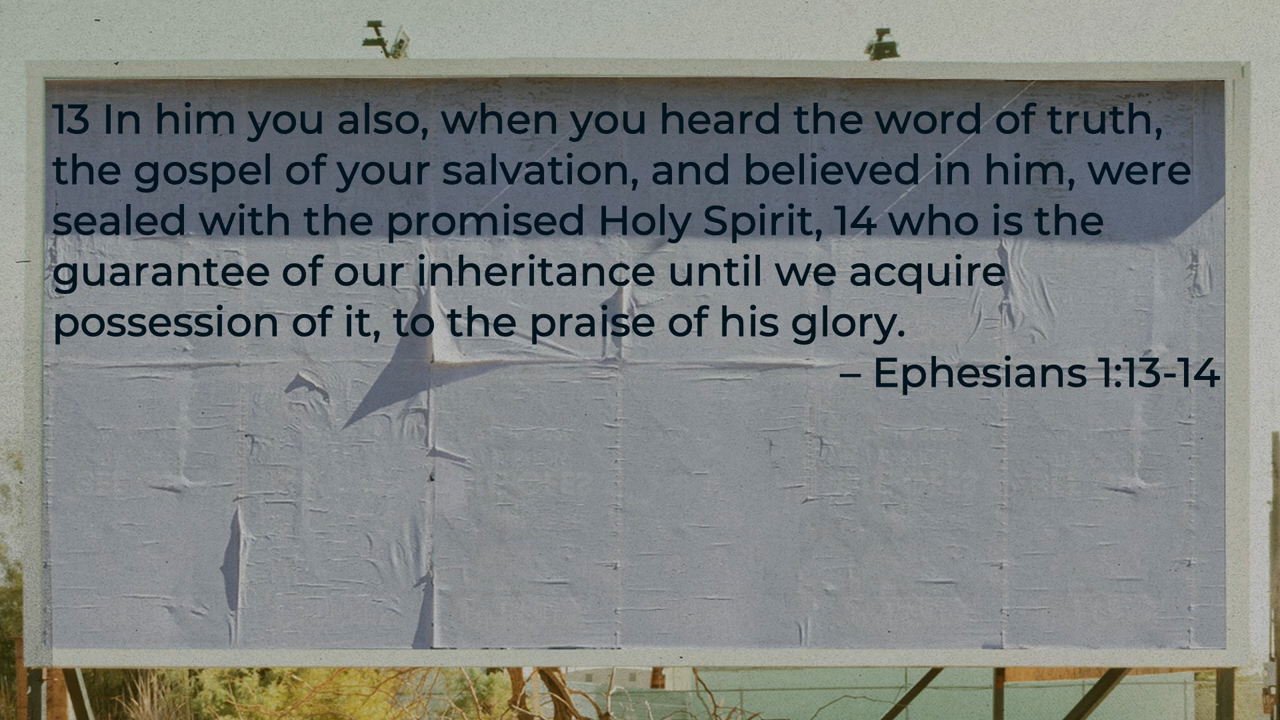 13 In him you also, when you heard the word of truth,
the gospel of your salvation, and believed in him, were
sealed with the promised Holy Spirit, 14 who is the
guarantee of our inheritance until we acquire
possession of it, to the praise of his glory.
– Ephesians 1:13-14